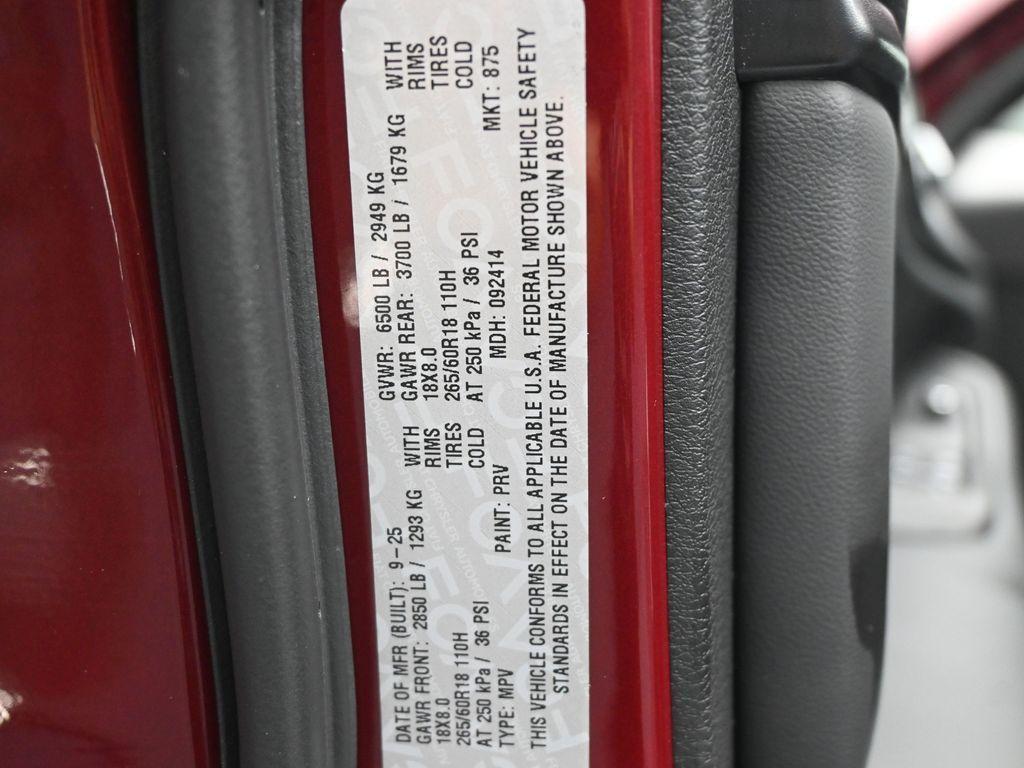 DATE OF MFR (BUILT): 9-25 GVWR: 6500 LB / 2949 KG
GAWR FRONT: 2850 LB / 1293 KG WITH GAWR REAR: 3700 LB / 1679 KG WITH
18X8.0 RIMS 18X8.0 RIMS
265/60R18 110H TIRES 265/60R18 110H TIRES
AT 250 kPa / 36 PSI COLD AT 250 kPa / 36 PSI COLD
TYPE: MPV PAINT: PRV MDH: 092414 MKT: 875
THIS VEHICLE CONFORMS TO ALL APPLICABLE U.S.A. FEDERAL MOTOR VEHICLE SAFETY
STANDARDS IN EFFECT ON THE DATE OF MANUFACTURE SHOWN ABOVE.